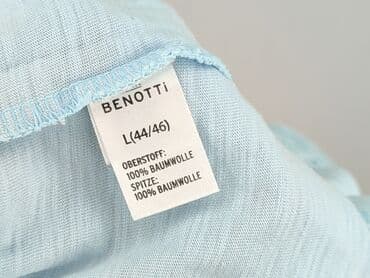 BENOTTi
L(44/46)
OBERSTOFF:
100% BAUMWOLLE
SPITZE:
100% BAUMWOLLE